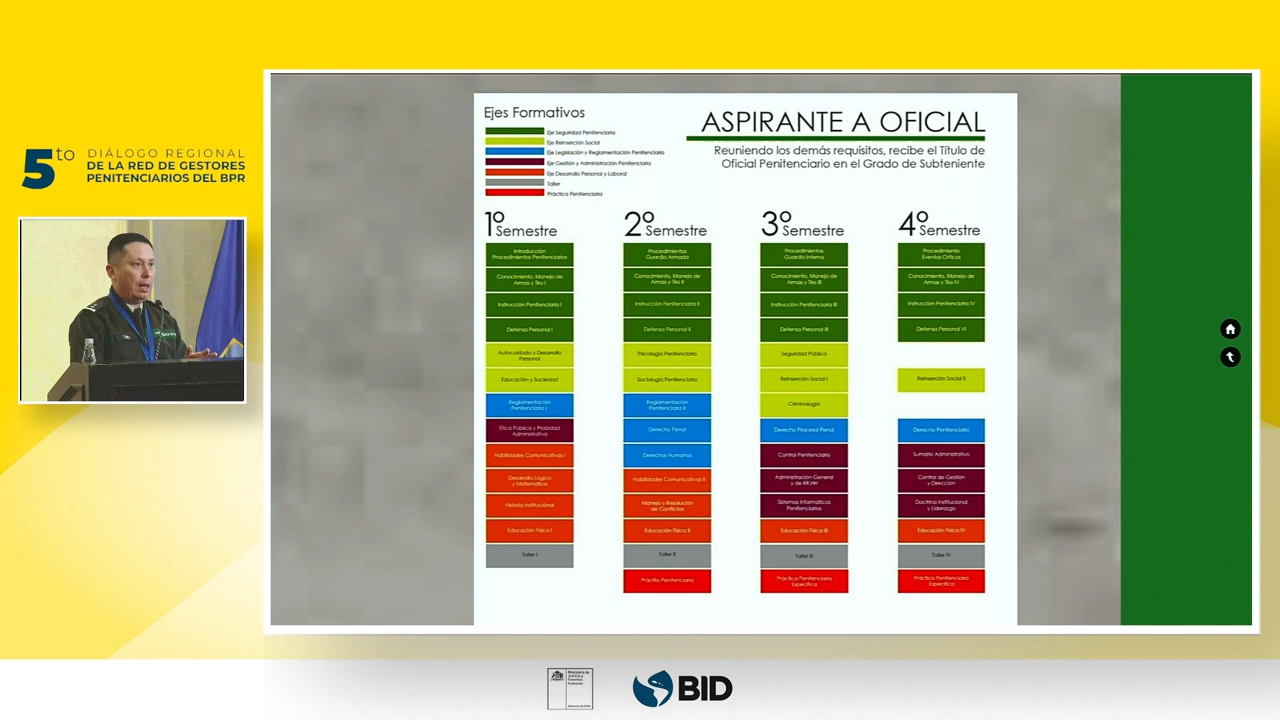 5to
DIÁLOGO REGIONAL
DE LA RED DE GESTORES
PENITENCIARIOS DEL BPR
Ejes Formativos
Eje Seguridad Penitenciaria
Eje Reinserción Social
Eje Legislación y Reglamentación Penitenciaria
Eje Gestión y Administración Penitenciaria
Eje Desarrollo Personal y Laboral
Taller
Práctica Penitenciaria
ASPIRANTE A OFICIAL
Reuniendo los demás requisitos, recibe el Título de
Oficial Penitenciario en el Grado de Subteniente
1º Semestre
Introducción
Procedimientos Penitenciarios
Conocimiento, Manejo de
Armas y Tiro I
Instrucción Penitenciaria I
Defensa Personal I
Autocuidado y Desarrollo
Personal
Educación y Sociedad
Reglamentación
Penitenciaria I
Ética Pública y Probidad
Administrativa
Habilidades Comunicativas I
Desarrollo Lógico
y Matemático
Historia Institucional
Educación Física I
Taller I
2º Semestre
Procedimientos
Guardia Armada
Conocimiento, Manejo de
Armas y Tiro II
Instrucción Penitenciaria II
Defensa Personal II
Psicología Penitenciaria
Sociología Penitenciaria
Reglamentación
Penitenciaria II
Derecho Penal
Derechos Humanos
Habilidades Comunicativas II
Manejo y Resolución
de Conflictos
Educación Física II
Taller II
Práctia Penitenciaria
3º Semestre
Procedimientos
Guardia Interna
Conocimiento, Manejo de
Armas y Tiro III
Instrucción Penitenciaria III
Defensa Personal III
Seguridad Pública
Reinserción Social I
Criminología
Derecho Procesal Penal
Control Penitenciario
Administración General
y de RR.HH
Sistemas Informáticos
Penitenciarios
Educación Física III
Taller III
Práctica Penitenciaria
Específica
4º Semestre
Procedimiento
Eventos Críticos
Conocimiento, Manejo de
Armas y Tiro IV
Instrucción Penitenciaria IV
Defensa Personal VI
Reinserción Social II
Derecho Penitenciario
Sumario Administrativo
Control de Gestión
y Dirección
Doctrina Institucional
y Liderazgo
Educación Física IV
Taller IV
Práctica Penitenciaria
Específica
Ministerio de
Justicia y
Derechos
Humanos
BID